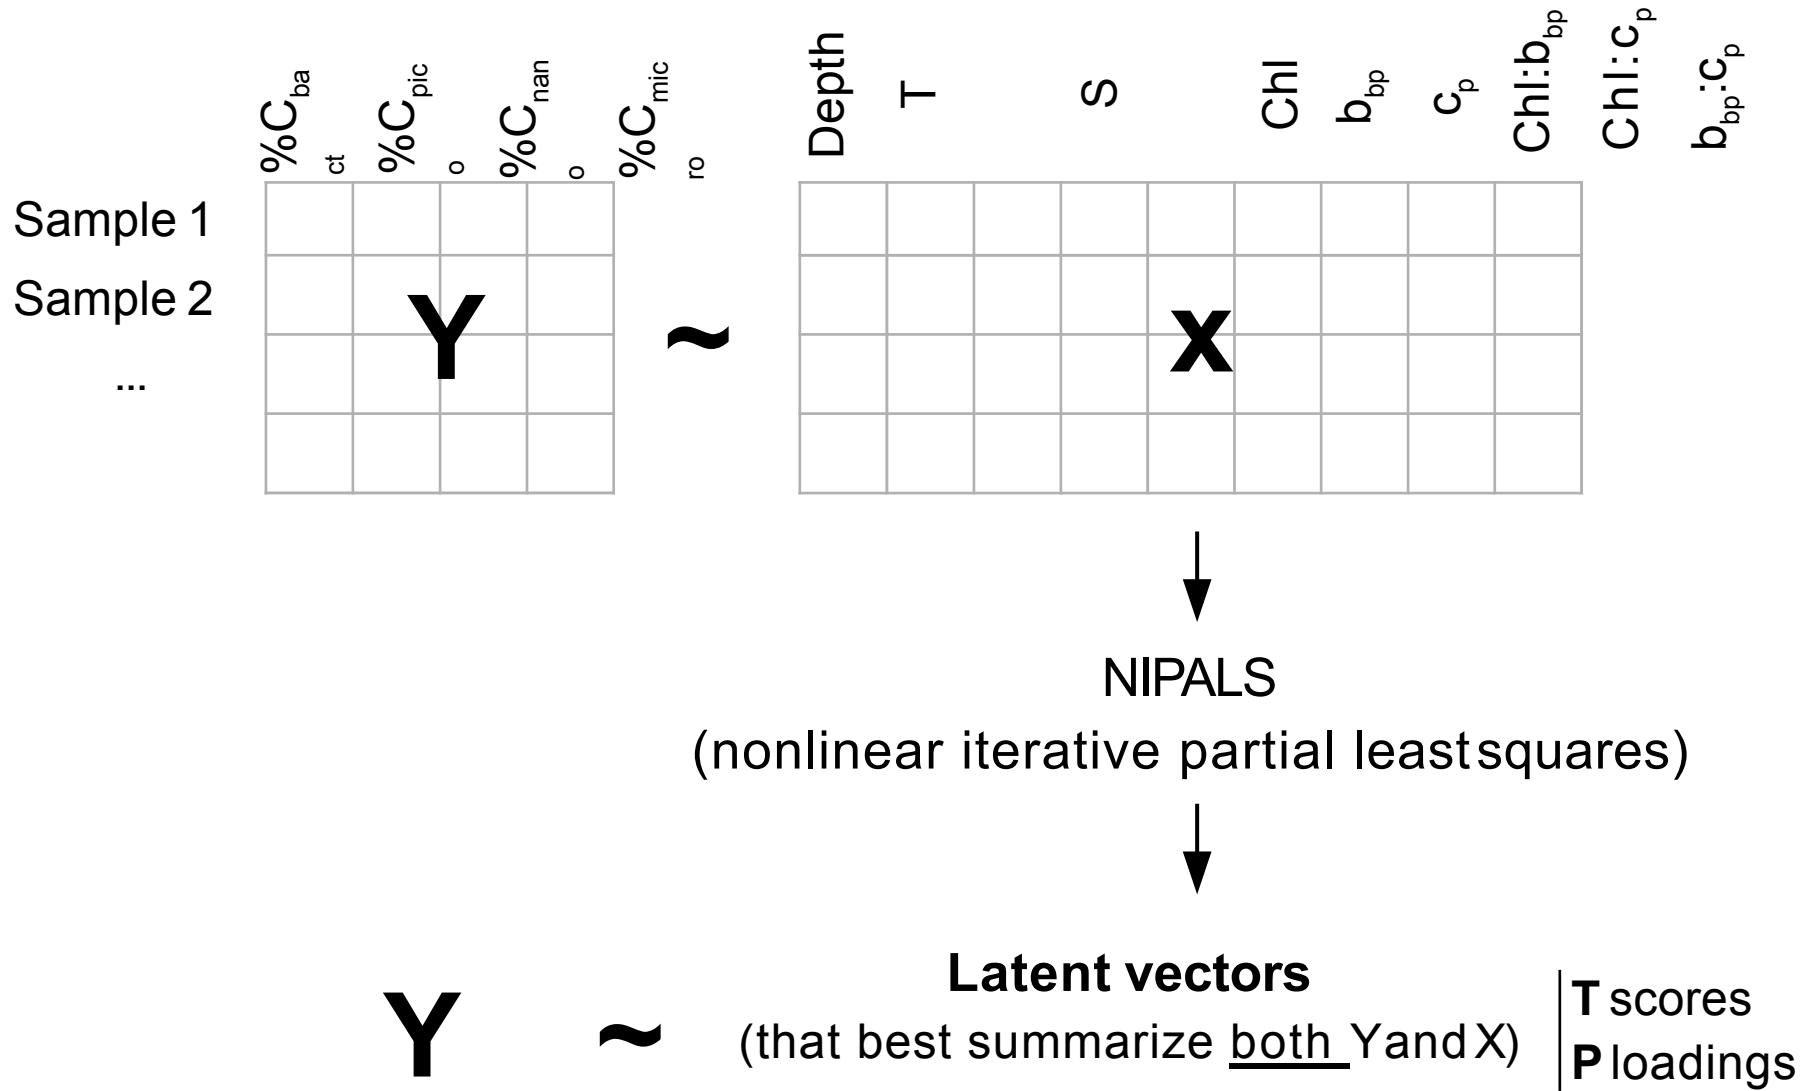 %Cbact %Cpico %Cnano %Cmicro Depth T S Chl bbp cp Chl:bbp Chl:cp bbp:cp
Sample 1
Sample 2
...
Y ~ X
NIPALS
(nonlinear iterative partial least squares)
Latent vectors
Y ~ (that best summarize both Y and X)
T scores
P loadings